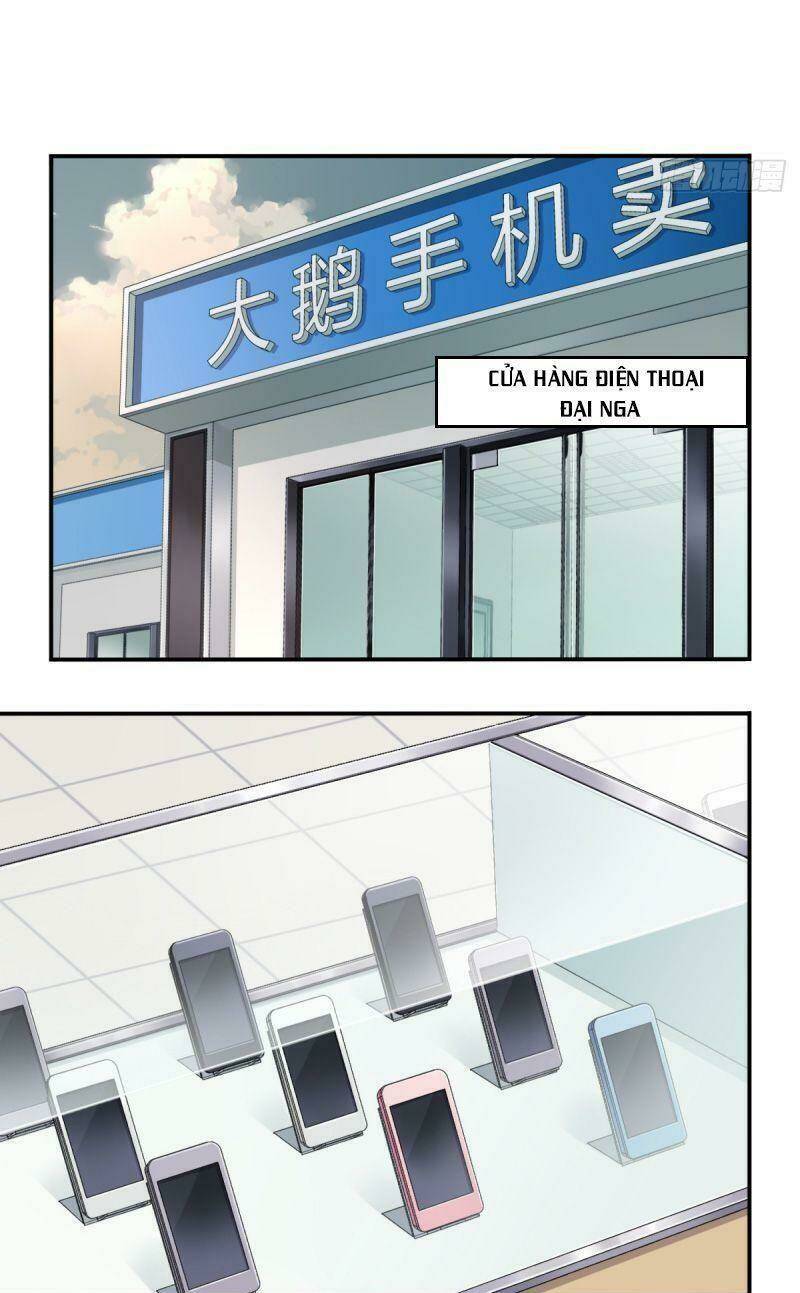 大鹅手机卖
CỬA HÀNG ĐIỆN THOẠI
ĐẠI NGA